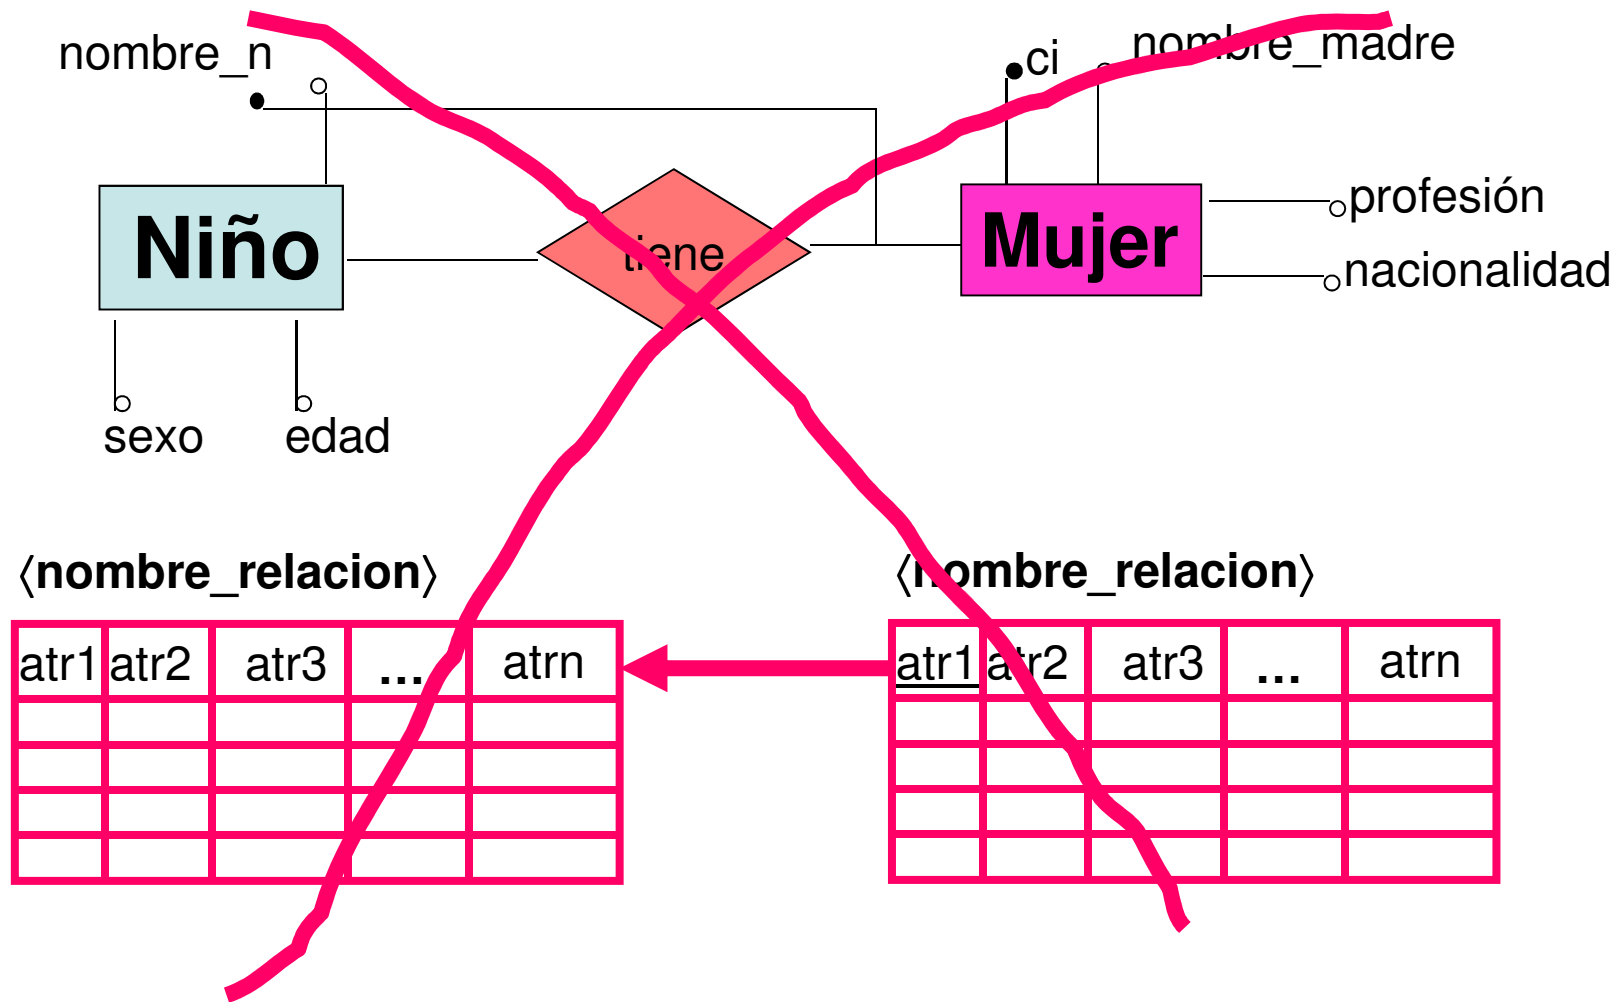 nombre_n
ci
nombre_madre
Niño
tiene
Mujer
profesión
nacionalidad
sexo
edad
⟨nombre_relacion⟩
⟨nombre_relacion⟩
atr1 atr2 atr3 ... atrn
atr1 atr2 atr3 ... atrn